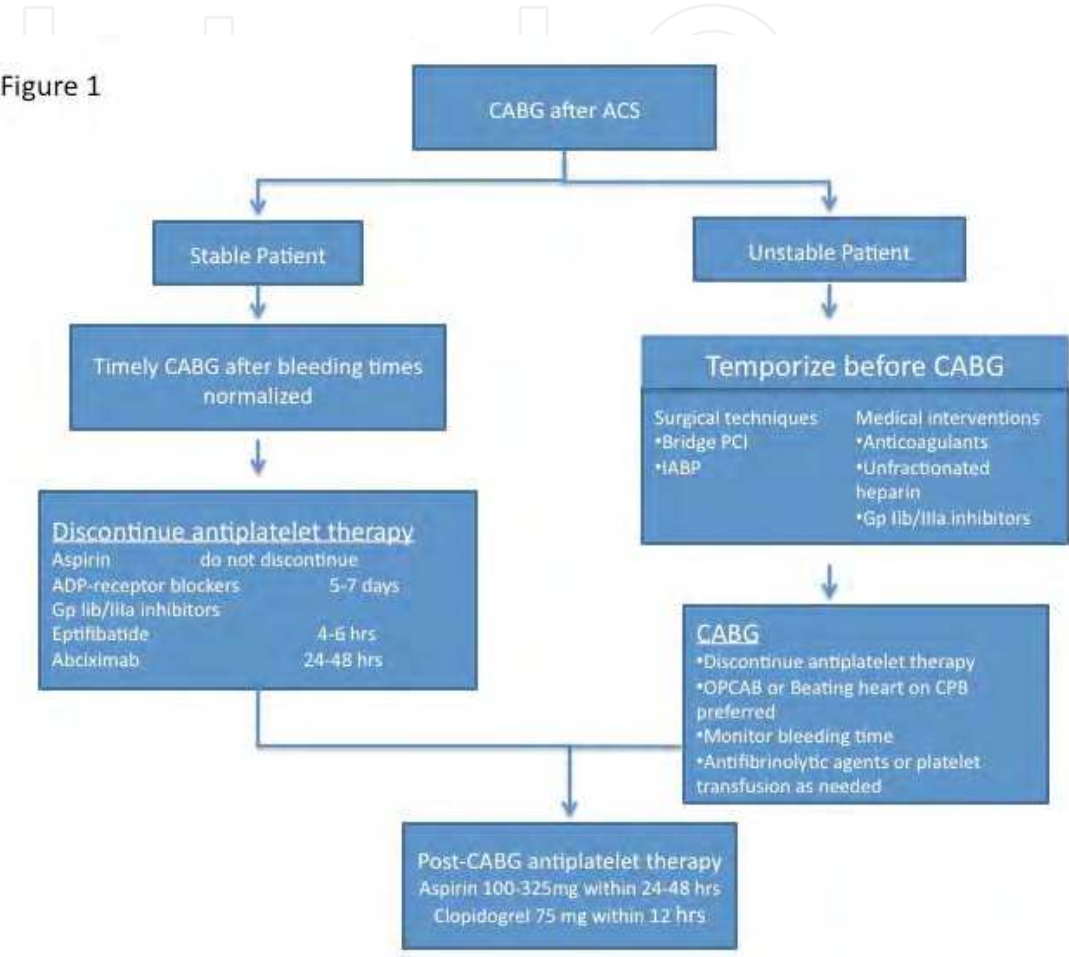 Figure 1
CABG after ACS
Stable Patient
Unstable Patient
Timely CABG after bleeding times
normalized
Temporize before CABG
Surgical techniques
•Bridge PCI
•IABP
Medical interventions
•Anticoagulants
•Unfractionated
heparin
•Gp IIb/IIIa inhibitors
Discontinue antiplatelet therapy
Aspirin do not discontinue
ADP-receptor blockers 5-7 days
Gp IIb/IIIa inhibitors
Eptifibatide 4-6 hrs
Abciximab 24-48 hrs
CABG
•Discontinue antiplatelet therapy
•OPCAB or Beating heart on CPB
preferred
•Monitor bleeding time
•Antifibrinolytic agents or platelet
transfusion as needed
Post-CABG antiplatelet therapy
Aspirin 100-325mg within 24-48 hrs
Clopidogrel 75 mg within 12 hrs